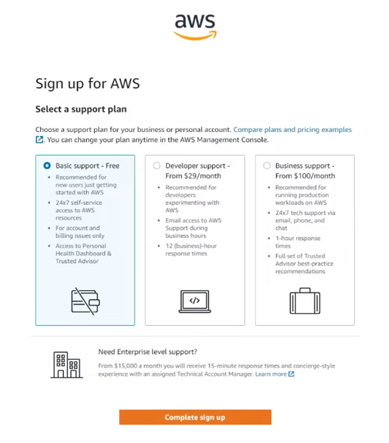 aws
Sign up for AWS
Select a support plan
Choose a support plan for your business or personal account. Compare plans and pricing examples
. You can change your plan anytime in the AWS Management Console.
Basic support - Free
• Recommended for
new users just getting
started with AWS
• 24x7 self-service
access to AWS
resources
• For account and
billing issues only
• Access to Personal
Health Dashboard &
Trusted Advisor
Developer support -
From $29/month
• Recommended for
developers
experimenting with
AWS
• Email access to AWS
Support during
business hours
• 12 (business)-hour
response times
</>
Business support -
From $100/month
• Recommended for
running production
workloads on AWS
• 24x7 tech support via
email, phone, and
chat
• 1-hour response
times
• Full set of Trusted
Advisor best-practice
recommendations
Need Enterprise level support?
From $15,000 a month you will receive 15-minute response times and concierge-style
experience with an assigned Technical Account Manager. Learn more
Complete sign up